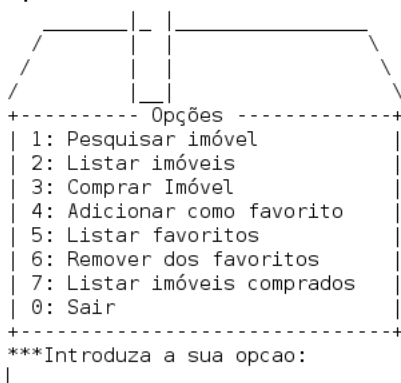 Opções
1: Pesquisar imóvel
2: Listar imóveis
3: Comprar Imóvel
4: Adicionar como favorito
5: Listar favoritos
6: Remover dos favoritos
7: Listar imóveis comprados
0: Sair
***Introduza a sua opcao: